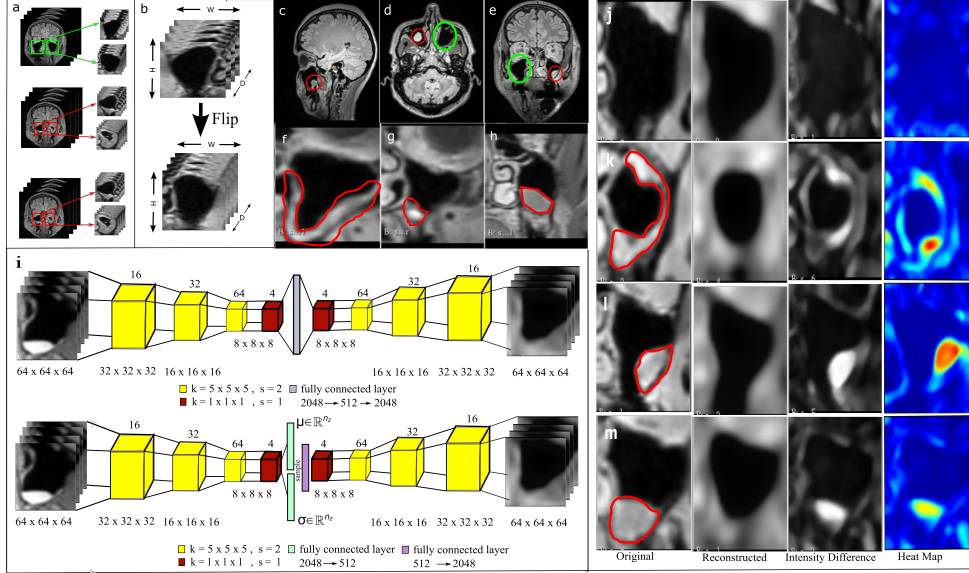 a
b
W
H
D
Flip
W
H
D
c
d
e
f
g
h
i
16
32
64
4
4
64
32
16
8 x 8 x 8
8 x 8 x 8
64 x 64 x 64
32 x 32 x 32
16 x 16 x 16
16 x 16 x 16
32 x 32 x 32
64 x 64 x 64
k = 5 x 5 x 5 , s = 2
fully connected layer
k = 1 x 1 x 1 , s = 1
2048 → 512 → 2048
μ∈ℝⁿᶻ
16
32
64
4
sample
4
64
32
16
8 x 8 x 8
8 x 8 x 8
σ∈ℝⁿᶻ
64 x 64 x 64
32 x 32 x 32
16 x 16 x 16
16 x 16 x 16
32 x 32 x 32
64 x 64 x 64
k = 5 x 5 x 5 , s = 2
fully connected layer
fully connected layer
k = 1 x 1 x 1 , s = 1
2048 → 512
512 → 2048
j
k
l
m
Original
Reconstructed
Intensity Difference
Heat Map